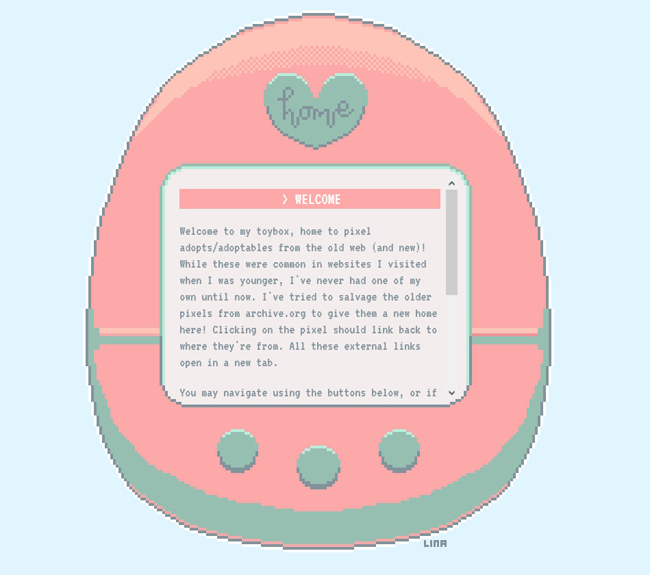 home
> WELCOME
Welcome to my toybox, home to pixel
adopts/adoptables from the old web (and new)!
While these were common in websites I visited
when I was younger, I've never had one of my
own until now. I've tried to salvage the older
pixels from archive.org to give them a new home
here! Clicking on the pixel should link back to
where they're from. All these external links
open in a new tab.
You may navigate using the buttons below, or if
LINA